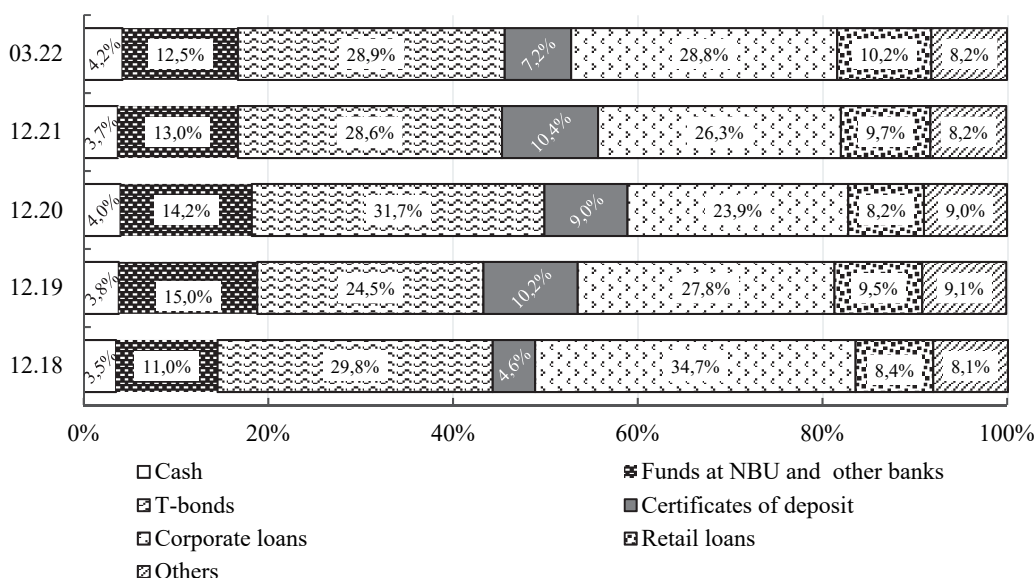 03.22 4,2% 12,5% 28,9% 7,2% 28,8% 10,2% 8,2%
12.21 3,7% 13,0% 28,6% 10,4% 26,3% 9,7% 8,2%
12.20 4,0% 14,2% 31,7% 9,0% 23,9% 8,2% 9,0%
12.19 3,8% 15,0% 24,5% 10,2% 27,8% 9,5% 9,1%
12.18 3,5% 11,0% 29,8% 4,6% 34,7% 8,4% 8,1%
0% 20% 40% 60% 80% 100%
Cash Funds at NBU and other banks
T-bonds Certificates of deposit
Corporate loans Retail loans
Others